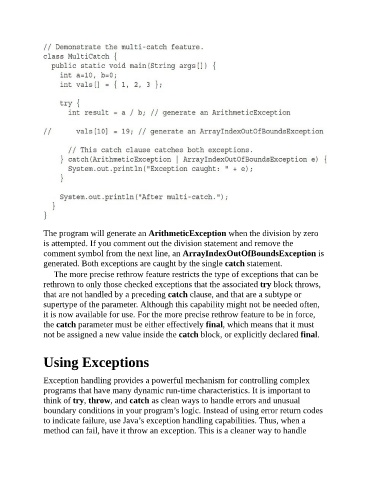 // Demonstrate the multi-catch feature.
class MultiCatch {
  public static void main(String args[]) {
    int a=10, b=0;
    int vals[] = { 1, 2, 3 };

    try {
      int result = a / b; // generate an ArithmeticException

//      vals[10] = 19; // generate an ArrayIndexOutOfBoundsException

      // This catch clause catches both exceptions.
    } catch(ArithmeticException | ArrayIndexOutOfBoundsException e) {
      System.out.println("Exception caught: " + e);
    }

    System.out.println("After multi-catch.");
  }
}
The program will generate an ArithmeticException when the division by zero
is attempted. If you comment out the division statement and remove the
comment symbol from the next line, an ArrayIndexOutOfBoundsException is
generated. Both exceptions are caught by the single catch statement.
The more precise rethrow feature restricts the type of exceptions that can be
rethrown to only those checked exceptions that the associated try block throws,
that are not handled by a preceding catch clause, and that are a subtype or
supertype of the parameter. Although this capability might not be needed often,
it is now available for use. For the more precise rethrow feature to be in force,
the catch parameter must be either effectively final, which means that it must
not be assigned a new value inside the catch block, or explicitly declared final.
Using Exceptions
Exception handling provides a powerful mechanism for controlling complex
programs that have many dynamic run-time characteristics. It is important to
think of try, throw, and catch as clean ways to handle errors and unusual
boundary conditions in your program's logic. Instead of using error return codes
to indicate failure, use Java's exception handling capabilities. Thus, when a
method can fail, have it throw an exception. This is a cleaner way to handle